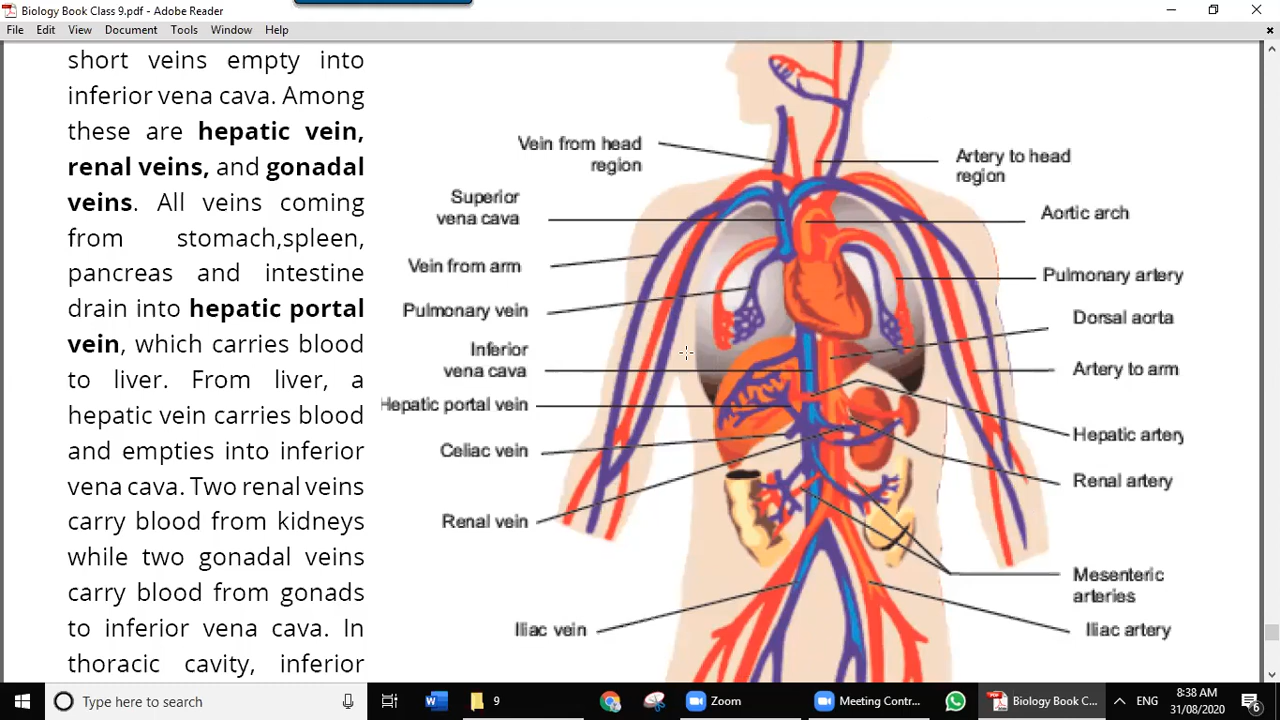 Biology Book Class 9.pdf - Adobe Reader
File Edit View Document Tools Window Help
short veins empty into
inferior vena cava. Among
these are hepatic vein,
renal veins, and gonadal
veins. All veins coming
from stomach,spleen,
pancreas and intestine
drain into hepatic portal
vein, which carries blood
to liver. From liver, a
hepatic vein carries blood
and empties into inferior
vena cava. Two renal veins
carry blood from kidneys
while two gonadal veins
carry blood from gonads
to inferior vena cava. In
thoracic cavity, inferior
Vein from head
region
Superior
vena cava
Vein from arm
Pulmonary vein
Inferior
vena cava
Hepatic portal vein
Celiac vein
Renal vein
Iliac vein
Artery to head
region
Aortic arch
Pulmonary artery
Dorsal aorta
Artery to arm
Hepatic artery
Renal artery
Mesenteric
arteries
Iliac artery
Type here to search
9
Zoom
Meeting Contr...
Biology Book C...
ENG
8:38 AM
31/08/2020
6